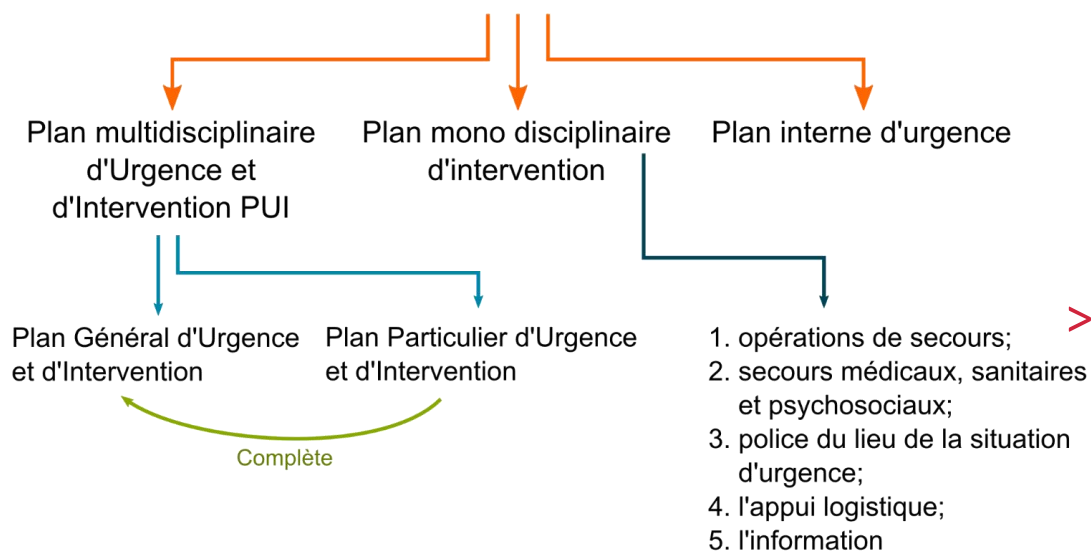 Plan multidisciplinaire
d'Urgence et
d'Intervention PUI
Plan mono disciplinaire
d'intervention
Plan interne d'urgence
Plan Général d'Urgence
et d'Intervention
Plan Particulier d'Urgence
et d'Intervention
Complète
1. opérations de secours;
2. secours médicaux, sanitaires
et psychosociaux;
3. police du lieu de la situation
d'urgence;
4. l'appui logistique;
5. l'information
>